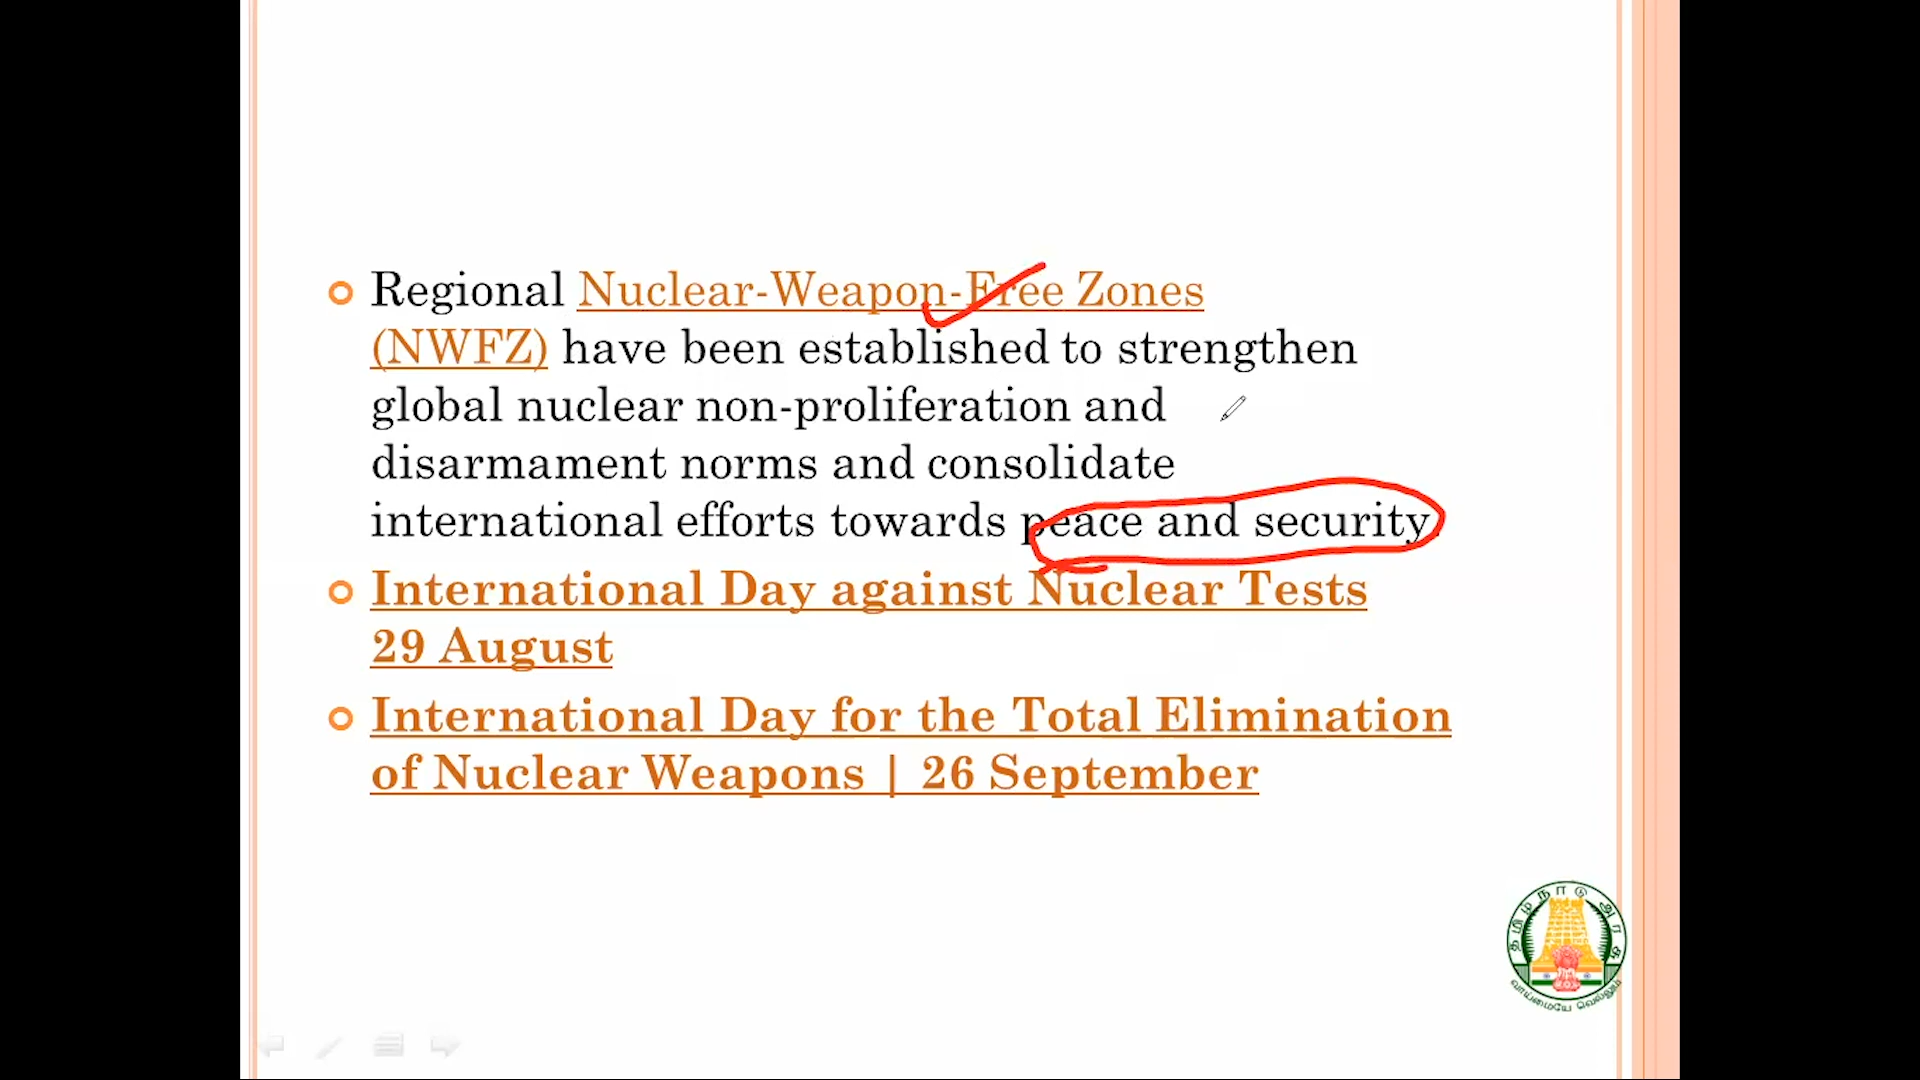 Regional Nuclear-Weapon-Free Zones
(NWFZ) have been established to strengthen
global nuclear non-proliferation and
disarmament norms and consolidate
international efforts towards peace and security.
International Day against Nuclear Tests
29 August
International Day for the Total Elimination
of Nuclear Weapons | 26 September
தமிழ்நாடு அரசு
வாய்மையே வெல்லும்